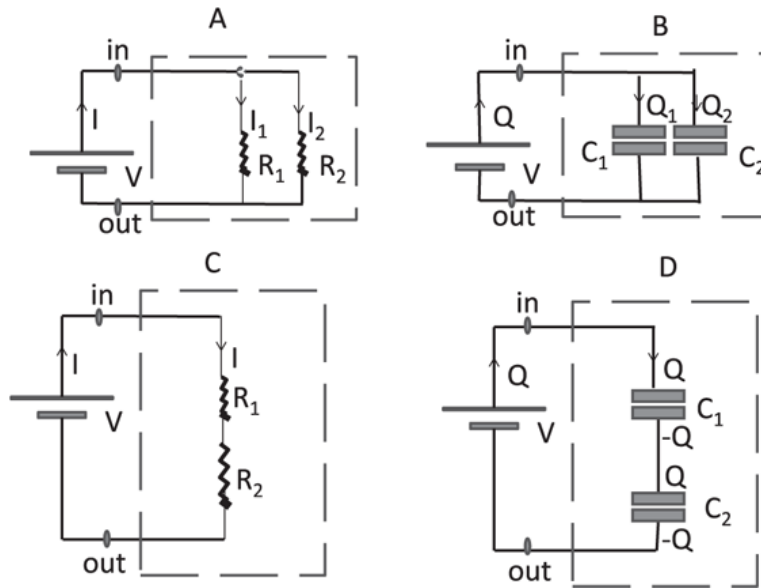 A
in
I
I₁
I₂
R₁
R₂
V
out
B
in
Q
Q₁
Q₂
C₁
C₂
V
out
C
in
I
I
R₁
V
R₂
out
D
in
Q
Q
C₁
V
-Q
Q
C₂
-Q
out